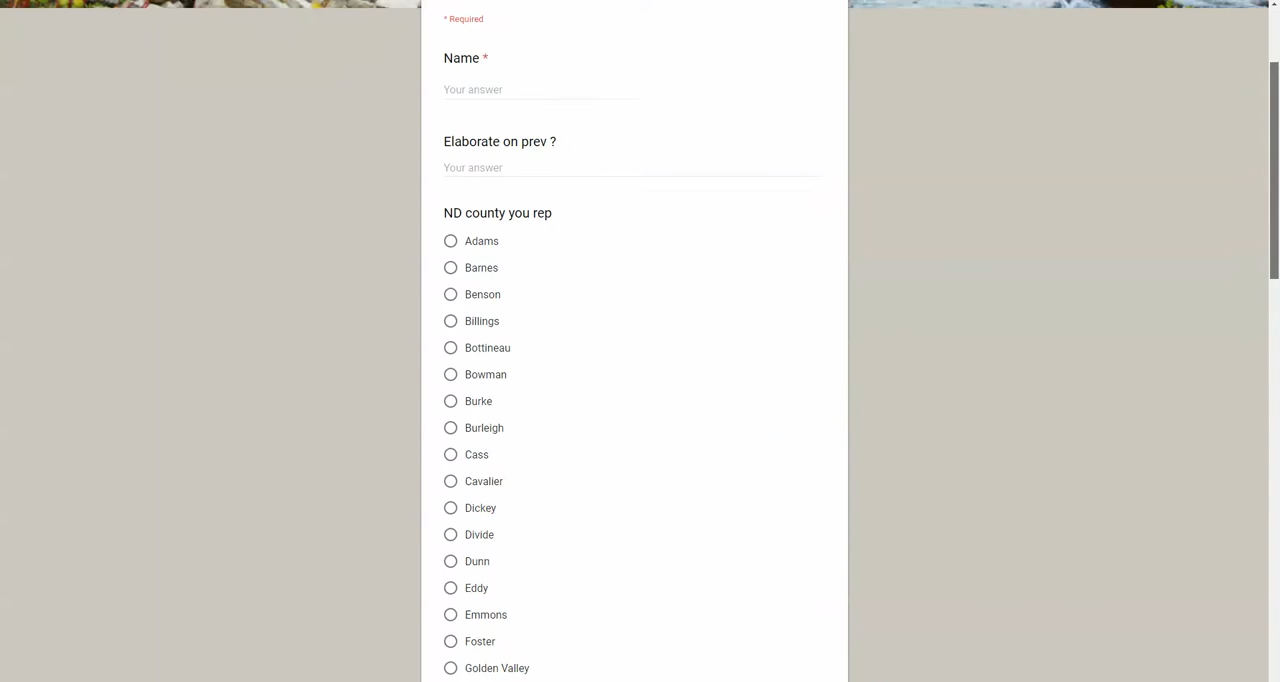 * Required
Name *
Your answer
Elaborate on prev ?
Your answer
ND county you rep
Adams
Barnes
Benson
Billings
Bottineau
Bowman
Burke
Burleigh
Cass
Cavalier
Dickey
Divide
Dunn
Eddy
Emmons
Foster
Golden Valley